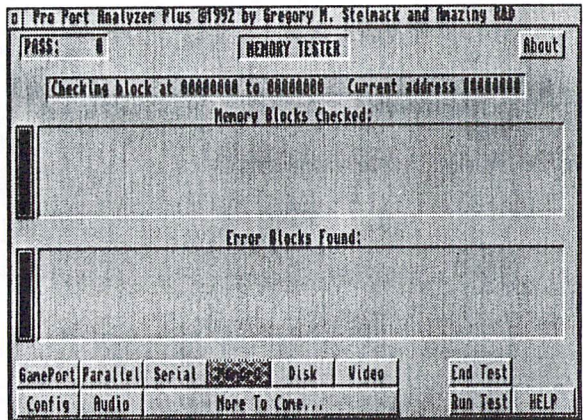 Pro Port Analyzer Plus ©1992 by Gregory M. Stelmack and Amazing R&D
PASS: 0
MEMORY TESTER
About
Checking block at 00000000 to 00000000 Current address 00000000
Memory Blocks Checked:
Error Blocks Found:
GamePort Parallel Serial Memory Disk Video End Test
Config Audio More To Come... Run Test HELP